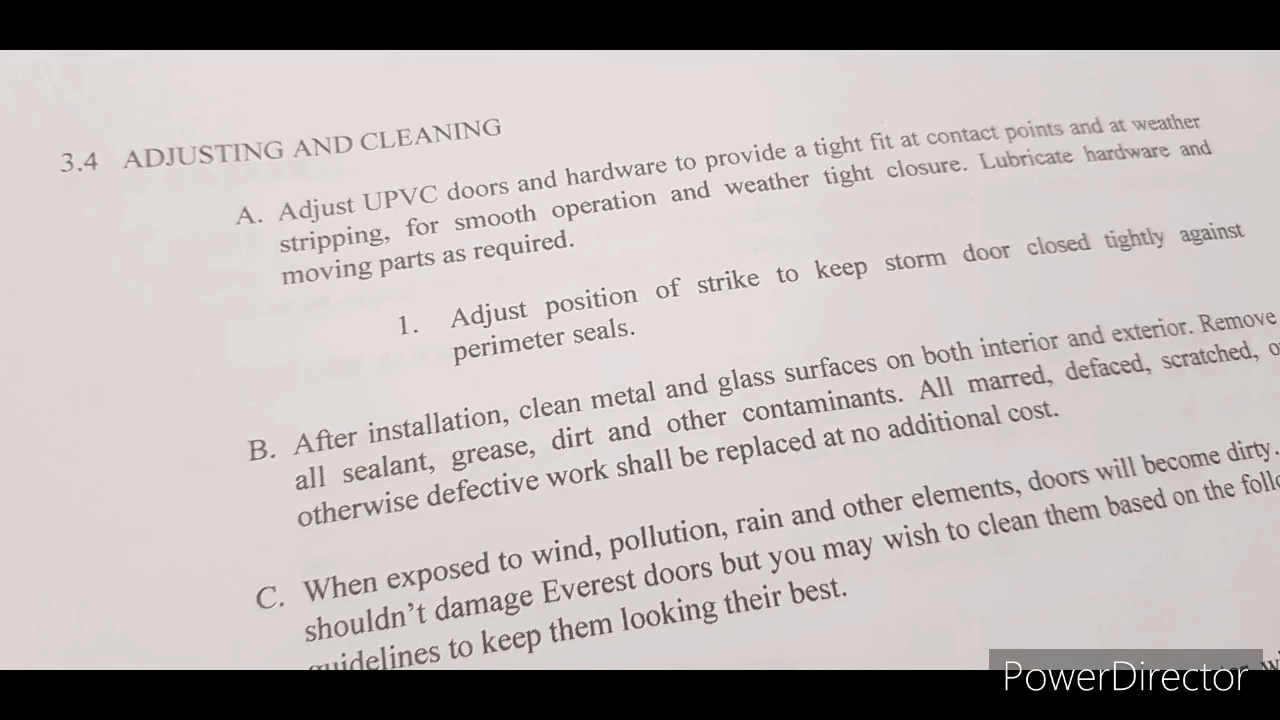 3.4 ADJUSTING AND CLEANING
A. Adjust UPVC doors and hardware to provide a tight fit at contact points and at weather
stripping, for smooth operation and weather tight closure. Lubricate hardware and
moving parts as required.
1. Adjust position of strike to keep storm door closed tightly against
perimeter seals.
B. After installation, clean metal and glass surfaces on both interior and exterior. Remove
all sealant, grease, dirt and other contaminants. All marred, defaced, scratched,
otherwise defective work shall be replaced at no additional cost.
C. When exposed to wind, pollution, rain and other elements, doors will become dirty.
shouldn't damage Everest doors but you may wish to clean them based on the
guidelines to keep them looking their best.
PowerDirector